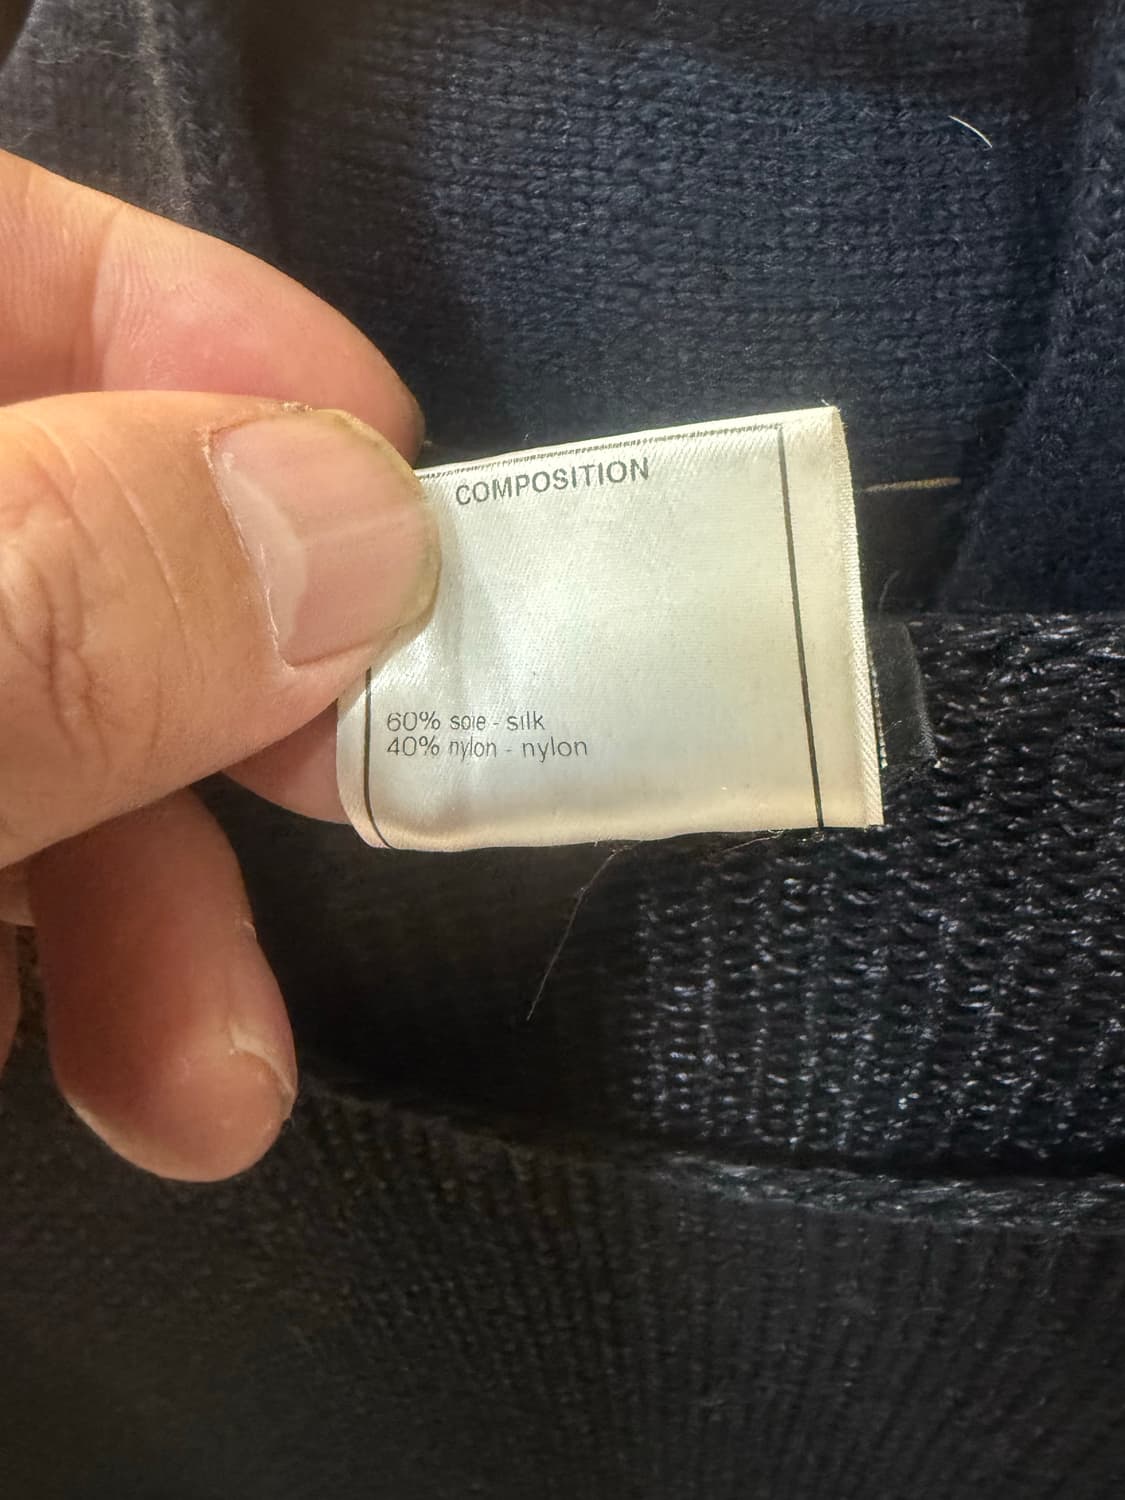 COMPOSITION
60% soie - silk
40% nylon - nylon